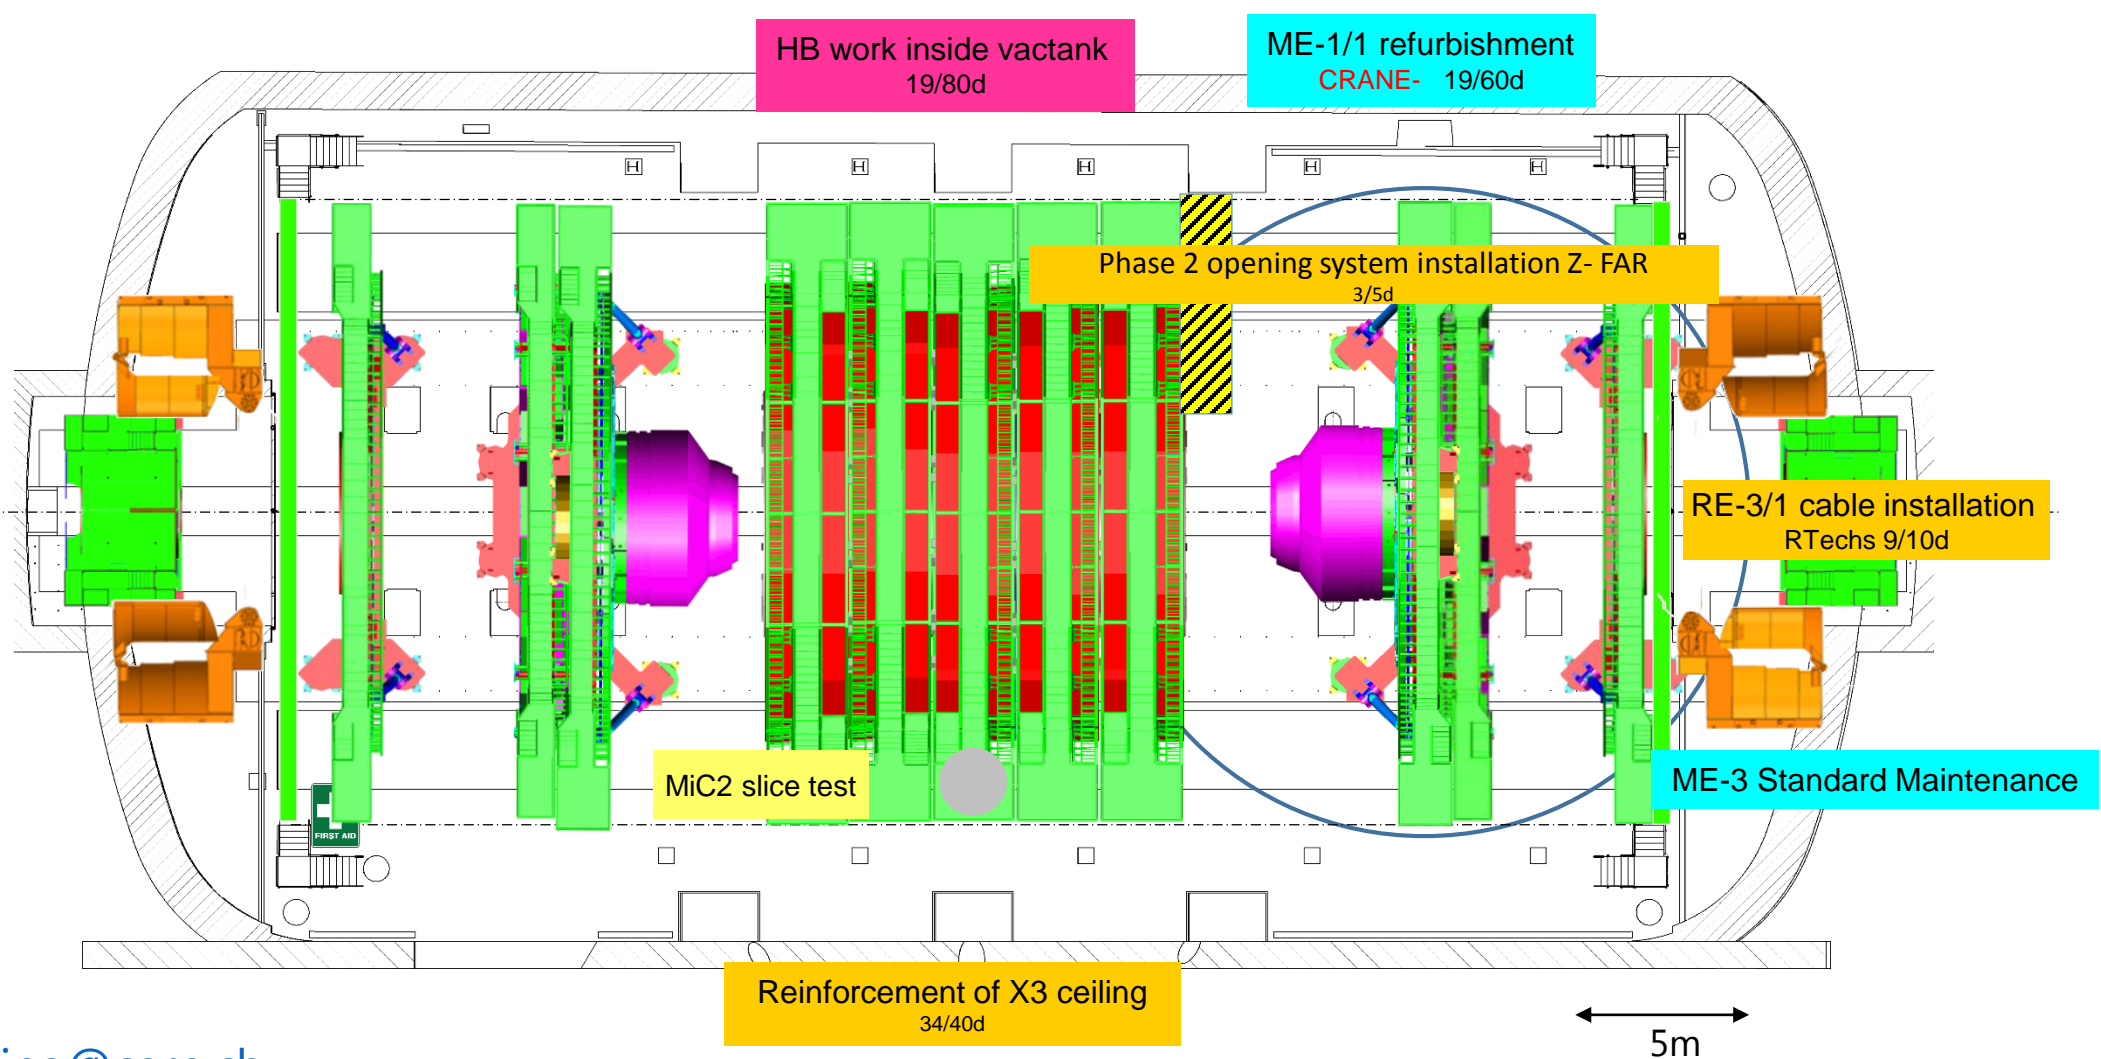 HB work inside vactank
19/80d
ME-1/1 refurbishment
CRANE- 19/60d
H
H
H
H
H
Phase 2 opening system installation Z- FAR
3/5d
RE-3/1 cable installation
RTechs 9/10d
MiC2 slice test
ME-3 Standard Maintenance
FIRST AID
Reinforcement of X3 ceiling
34/40d
5m